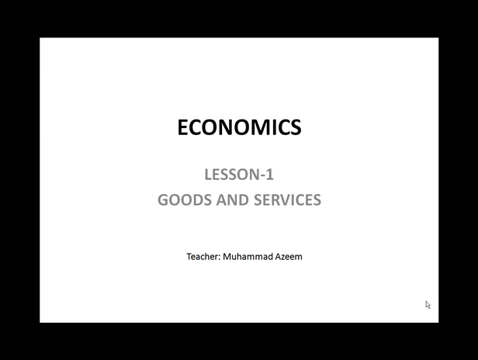 ECONOMICS
LESSON-1
GOODS AND SERVICES
Teacher: Muhammad Azeem